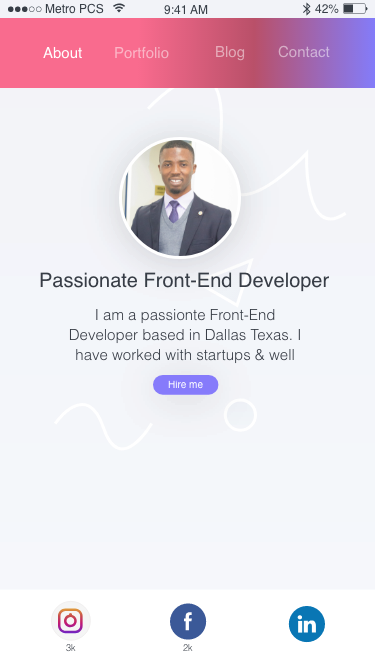 Metro PCS 9:41 AM 42%
About Portfolio Blog Contact
Passionate Front-End Developer
I am a passionte Front-End
Developer based in Dallas Texas. I
have worked with startups & well
Hire me
f in
3k 2k